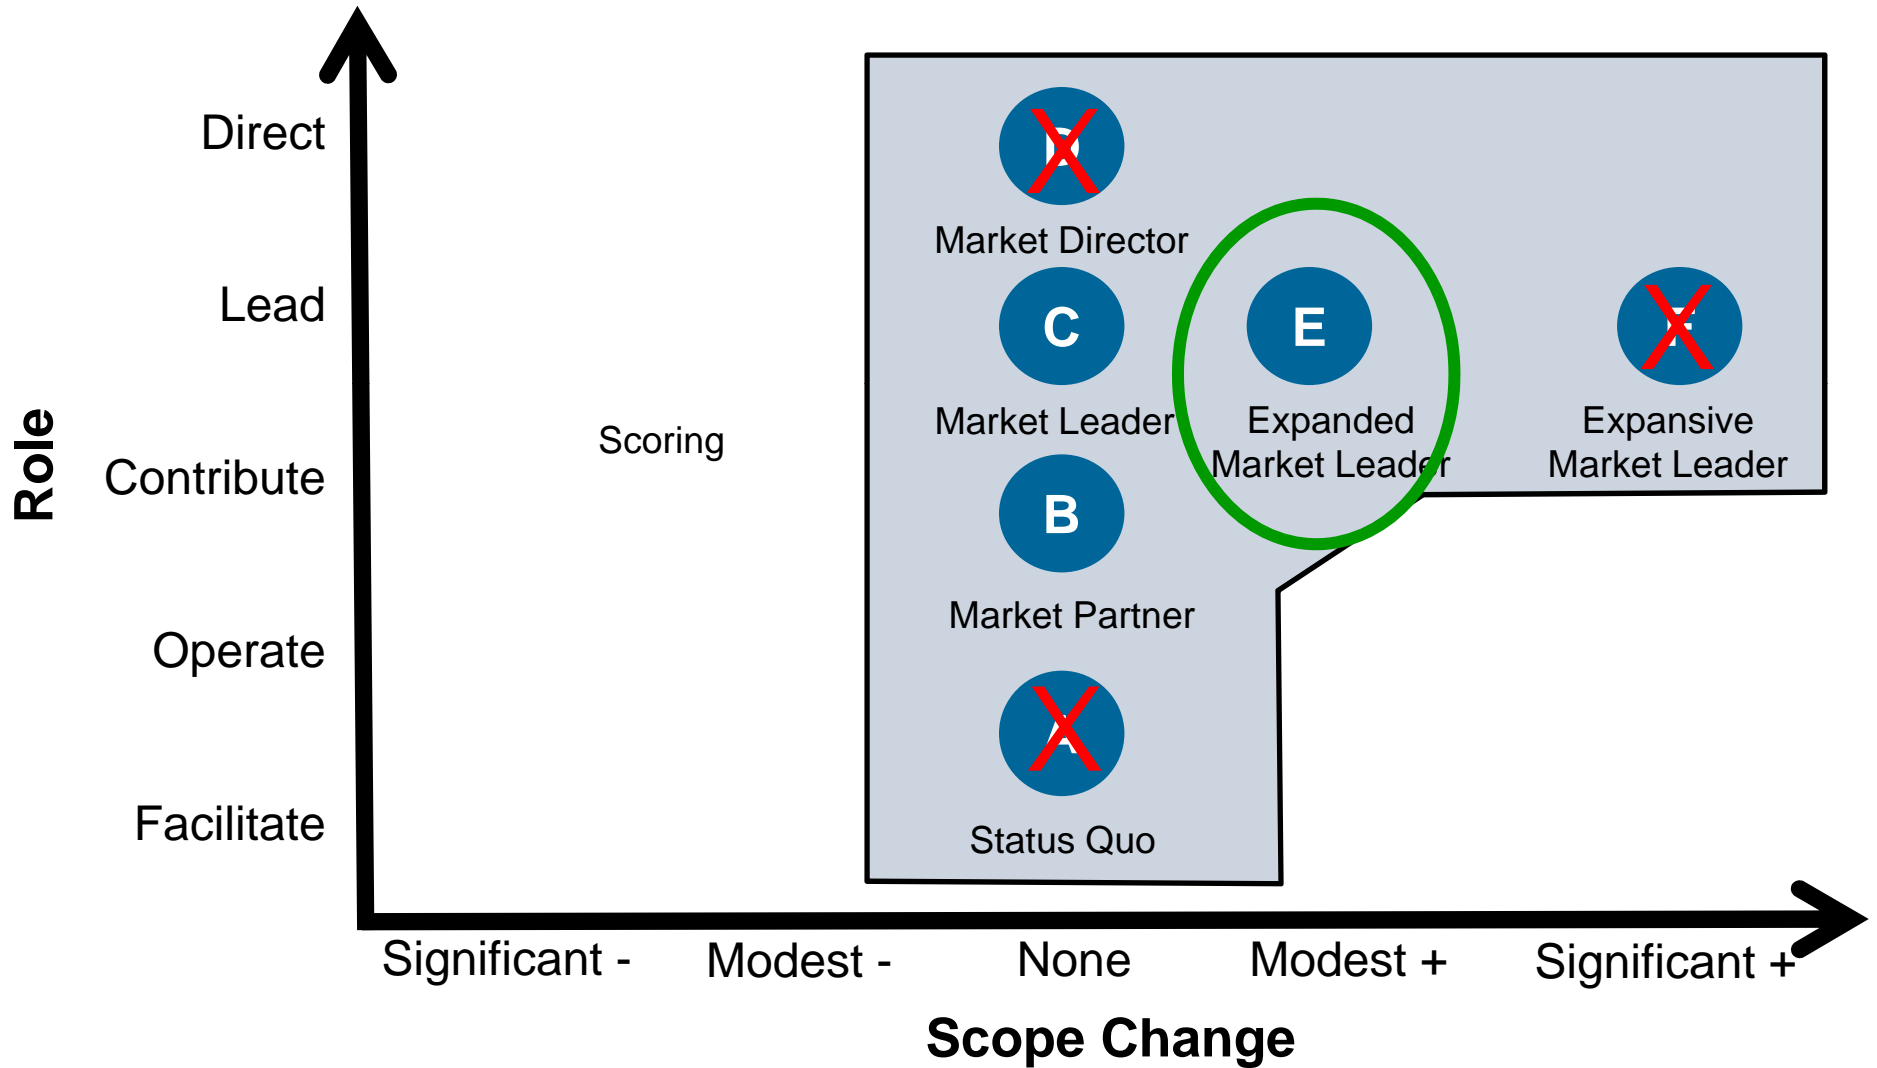 Direct
D
Market Director
Lead
C
E
F
Market Leader
Expanded
Market Leader
Expansive
Market Leader
Role
Scoring
Contribute
B
Market Partner
Operate
A
Facilitate
Status Quo
Significant -
Modest -
None
Modest +
Significant +
Scope Change